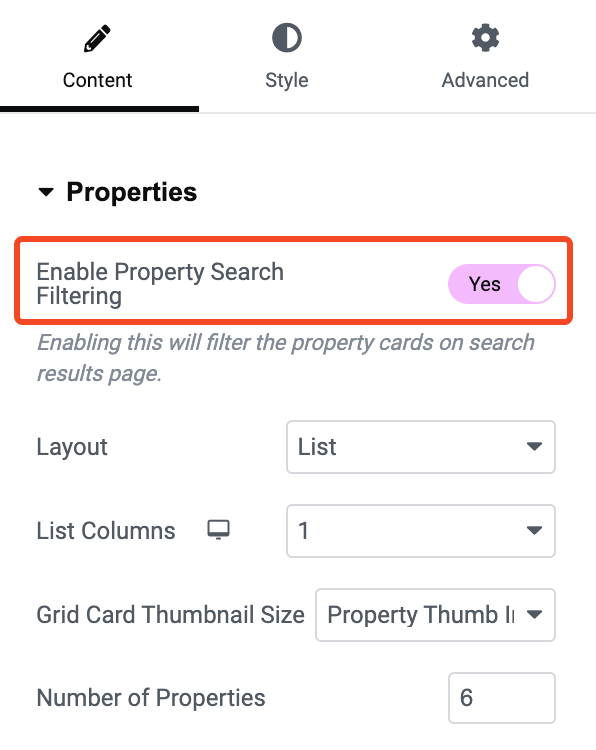 Content Style Advanced
Properties
Enable Property Search
Filtering
Yes
Enabling this will filter the property cards on search
results page.
Layout List
List Columns 1
Grid Card Thumbnail Size Property Thumb
Number of Properties 6